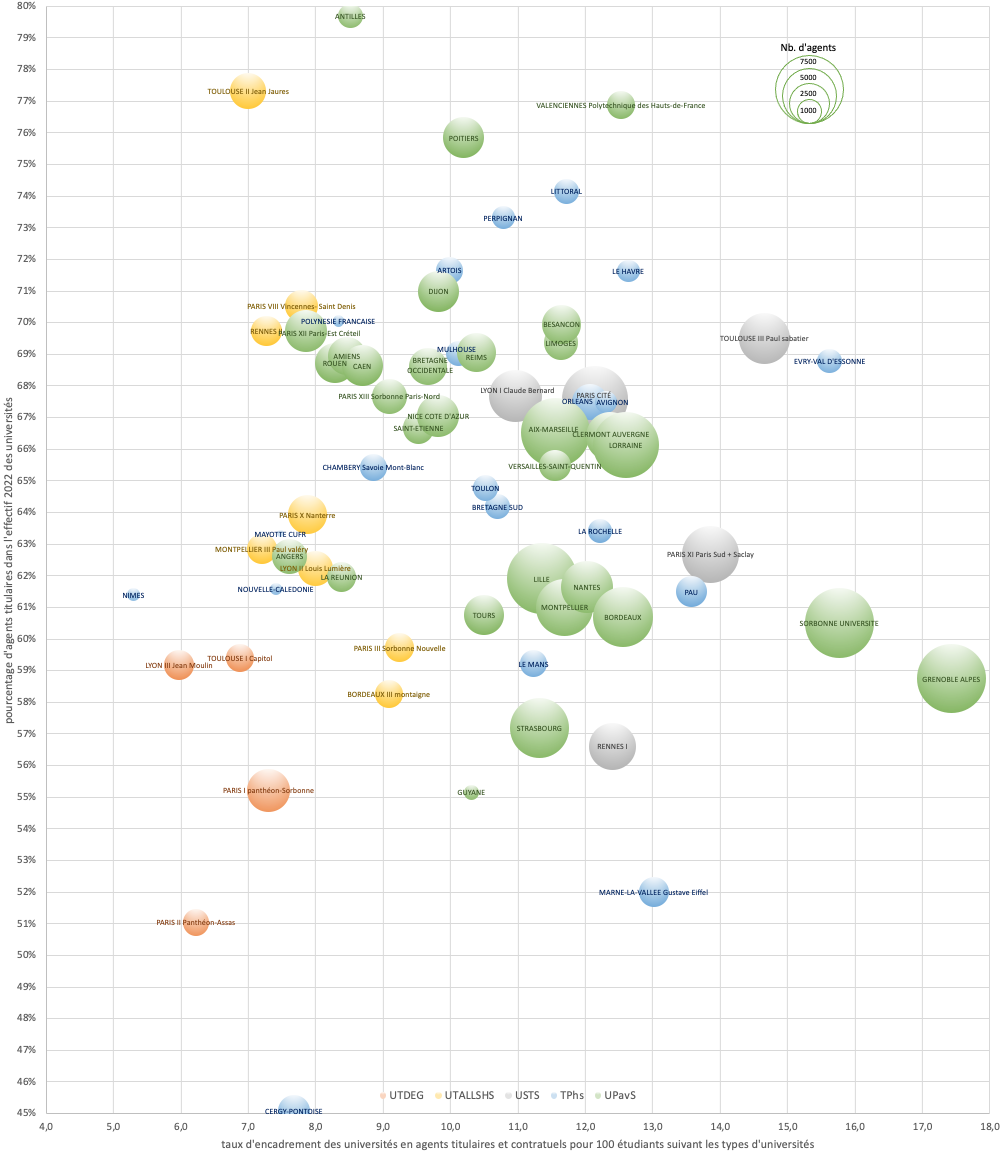 80%
79%
78%
77%
76%
75%
74%
73%
72%
71%
70%
69%
68%
67%
66%
65%
64%
63%
62%
61%
60%
59%
58%
57%
56%
55%
54%
53%
52%
51%
50%
49%
48%
47%
46%
45%
pourcentage d'agents titulaires dans l'effectif 2022 des universités
ANTILLES
Nb. d'agents
7500
5000
2500
1000
TOULOUSE II Jean Jaures
VALENCIENNES Polytechnique des Hauts-de-France
POITIERS
LITTORAL
PERPIGNAN
ARTOIS
LE HAVRE
DIJON
PARIS VIII Vincennes- Saint Denis
POLYNESIE FRANCAISE
RENNES II
PARIS XII Paris-Est Créteil
BESANCON
LIMOGES
TOULOUSE III Paul sabatier
MULHOUSE
REIMS
AMIENS
ROUEN
CAEN
BRETAGNE
OCCIDENTALE
EVRY-VAL D'ESSONNE
LYON I Claude Bernard
PARIS CITÉ
ORLEANS
AVIGNON
PARIS XIII Sorbonne Paris-Nord
NICE COTE D'AZUR
SAINT-ETIENNE
AIX-MARSEILLE
CLERMONT AUVERGNE
LORRAINE
CHAMBERY Savoie Mont-Blanc
VERSAILLES-SAINT-QUENTIN
TOULON
BRETAGNE SUD
PARIS X Nanterre
LA ROCHELLE
MAYOTTE CUFR
MONTPELLIER III Paul valéry
ANGERS
LYON II Louis Lumière
LA REUNION
PARIS XI Paris Sud + Saclay
NIMES
NOUVELLE-CALEDONIE
LILLE
NANTES
PAU
MONTPELLIER
TOURS
BORDEAUX
SORBONNE UNIVERSITE
PARIS III Sorbonne Nouvelle
LYON III Jean Moulin
TOULOUSE I Capitol
LE MANS
GRENOBLE ALPES
BORDEAUX III montaigne
STRASBOURG
RENNES I
PARIS I panthéon-Sorbonne
GUYANE
MARNE-LA-VALLEE Gustave Eiffel
PARIS II Panthéon-Assas
CERGY-PONTOISE
UTDEG UTALLSHS USTS TPhs UPavS
4,0 5,0 6,0 7,0 8,0 9,0 10,0 11,0 12,0 13,0 14,0 15,0 16,0 17,0 18,0
taux d'encadrement des universités en agents titulaires et contratuels pour 100 étudiants suivant les types d'universités